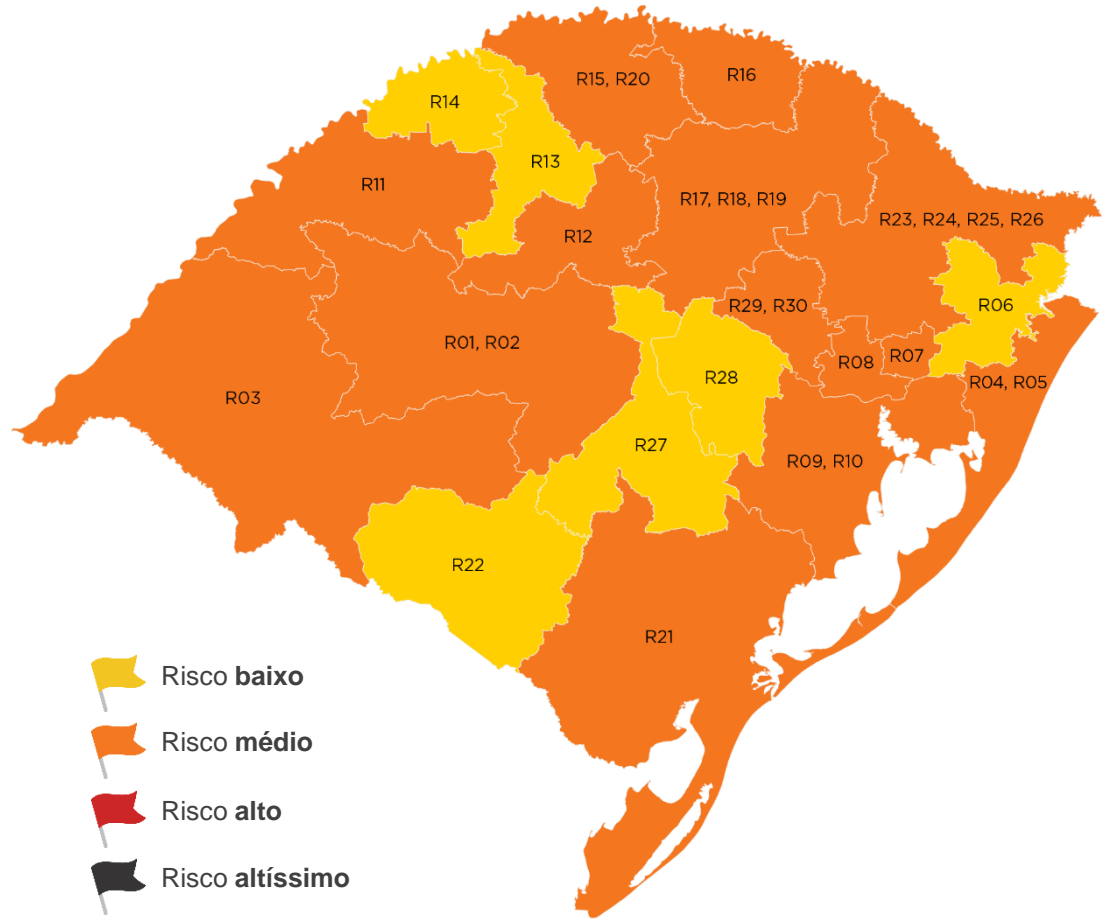 R15, R20
R16
R14
R13
R11
R17, R18, R19
R12
R23, R24, R25, R26
R29, R30
R06
R01, R02
R08
R07
R28
R04, R05
R03
R27
R09, R10
R22
R21
Risco baixo
Risco médio
Risco alto
Risco altíssimo